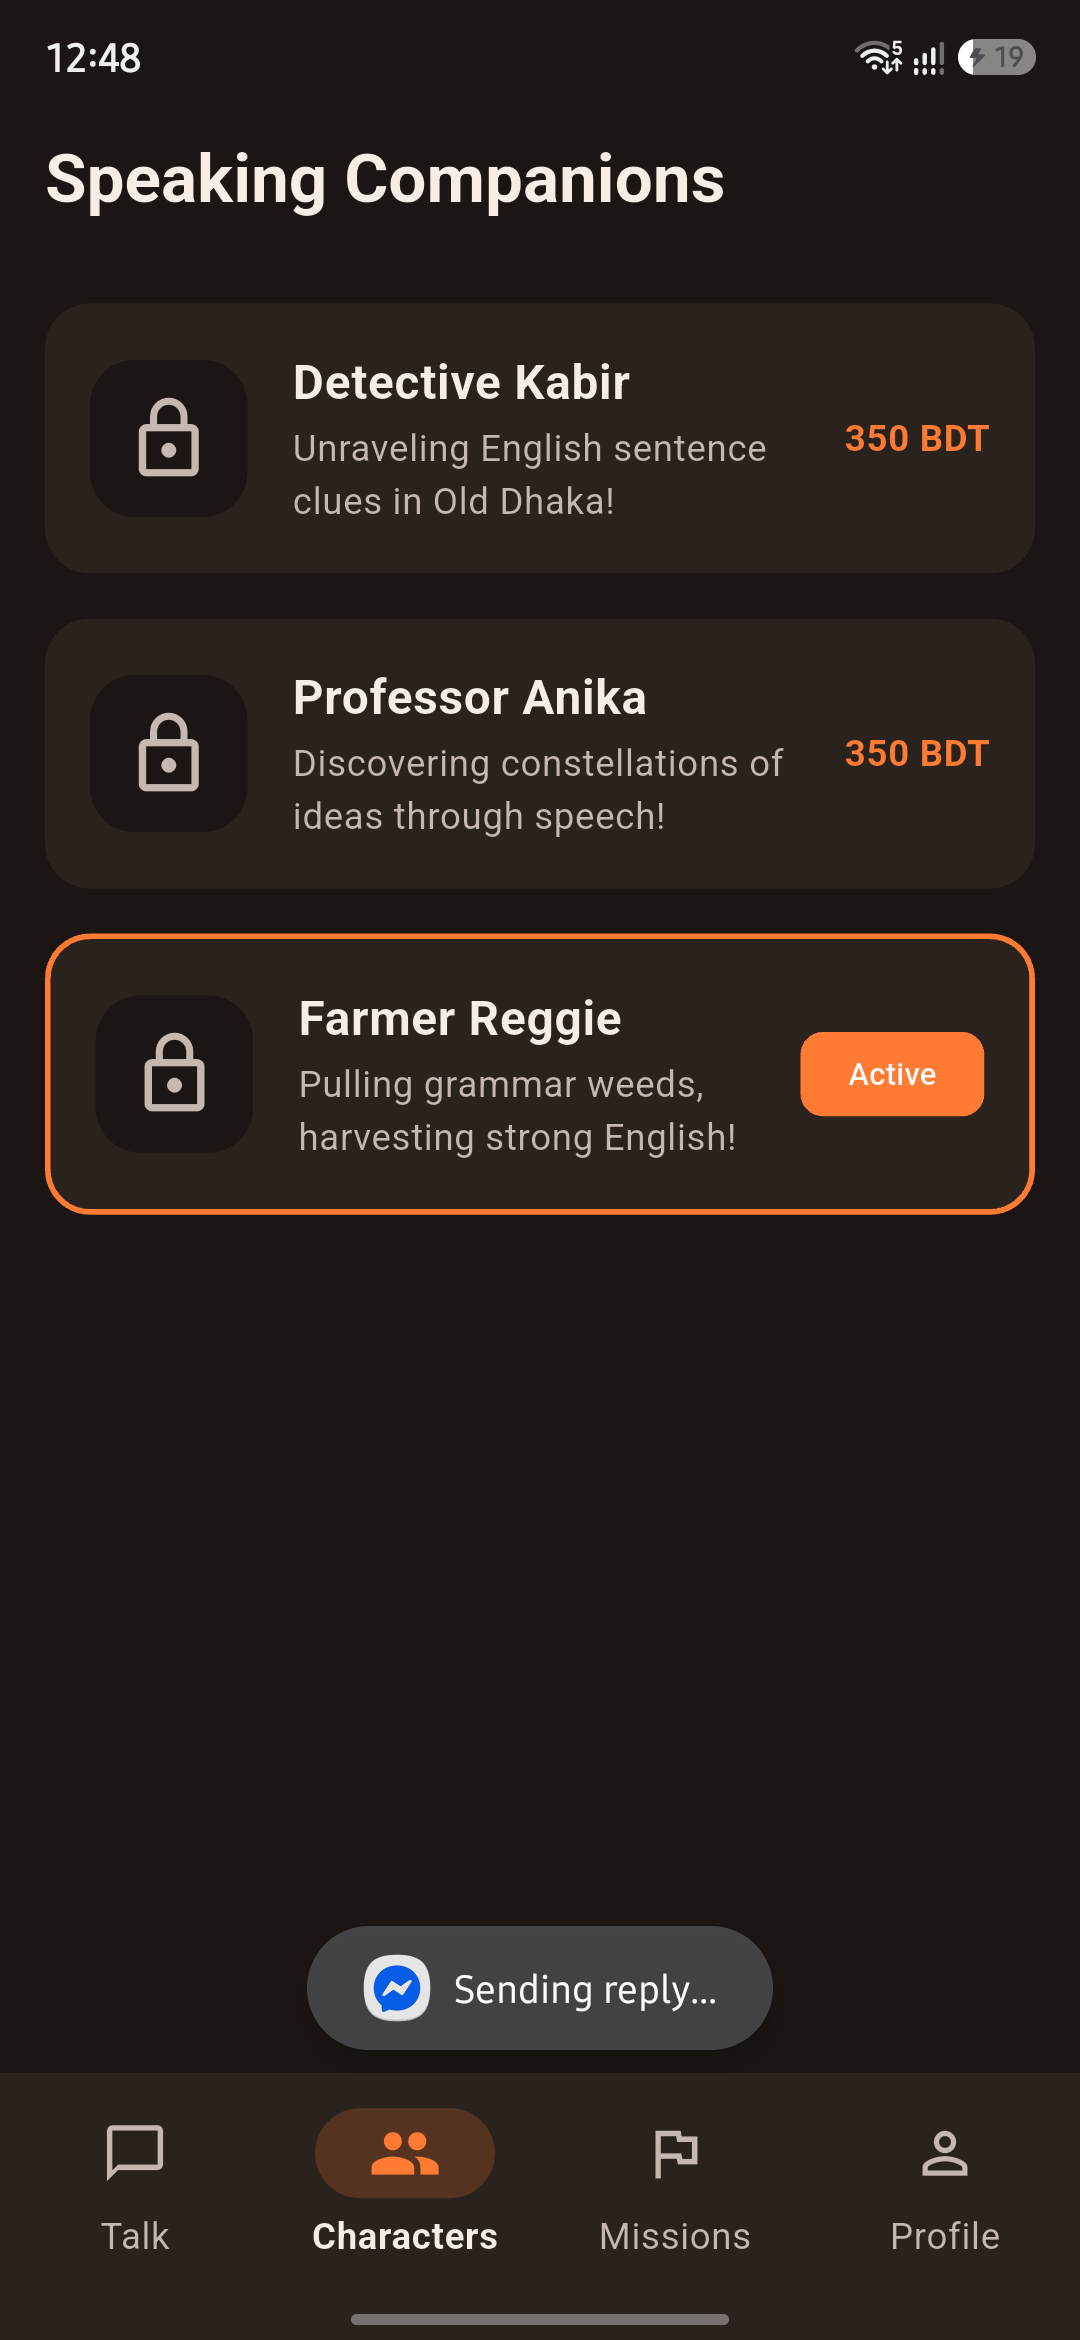 12:48
5
19
Speaking Companions
Detective Kabir
Unraveling English sentence
clues in Old Dhaka!
350 BDT
Professor Anika
Discovering constellations of
ideas through speech!
350 BDT
Farmer Reggie
Pulling grammar weeds,
harvesting strong English!
Active
Sending reply...
Talk
Characters
Missions
Profile